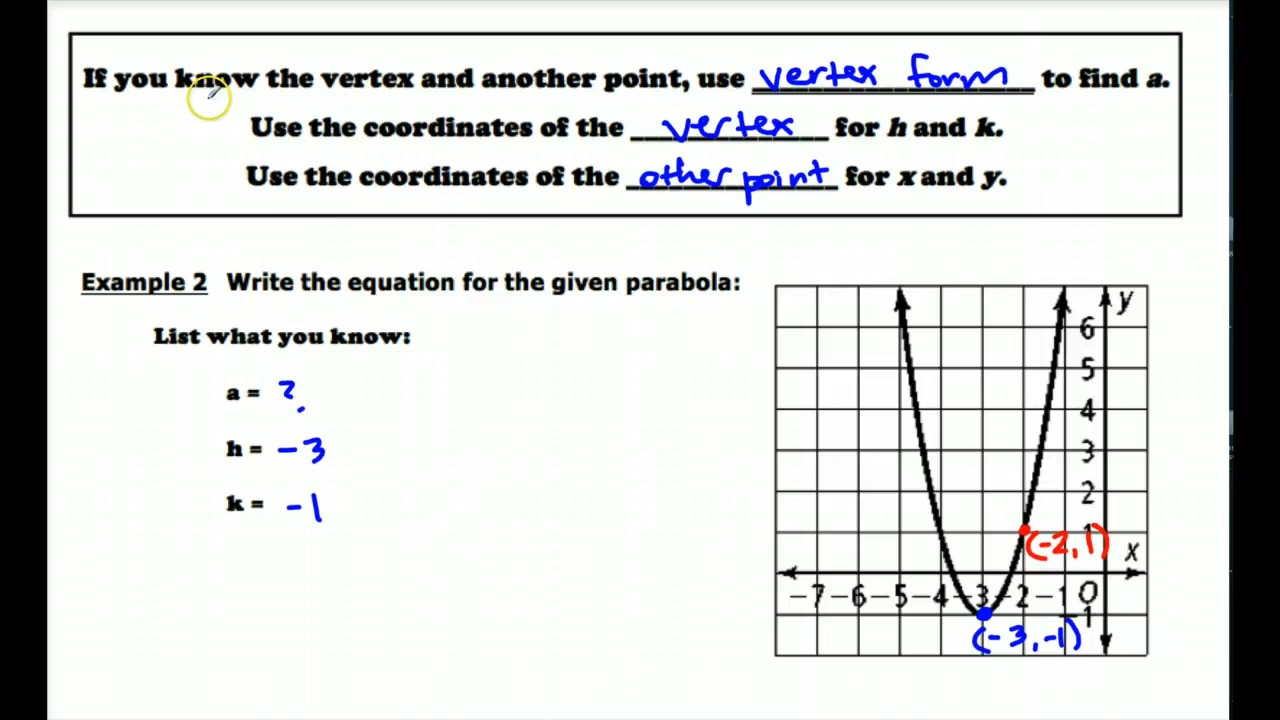 If you know the vertex and another point, use vertex form to find a.
Use the coordinates of the vertex for h and k.
Use the coordinates of the other point for x and y.
Example 2 Write the equation for the given parabola:
List what you know:
a = ?
h = -3
k = -1
y
6
5
4
3
2
1
(-2, 1)
x
-7 -6 -5 -4 -3 -2 -1 0
-1
(-3, -1)